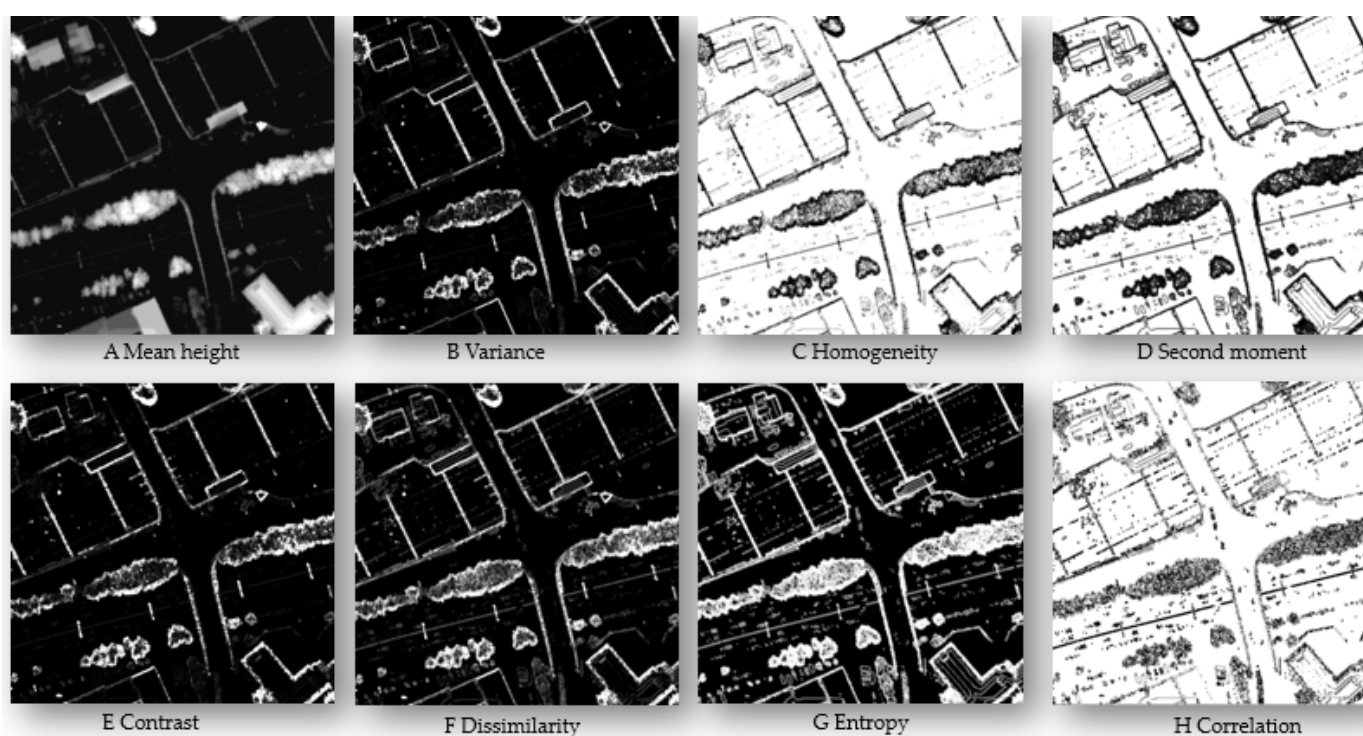 A Mean height
B Variance
C Homogeneity
D Second moment
E Contrast
F Dissimilarity
G Entropy
H Correlation